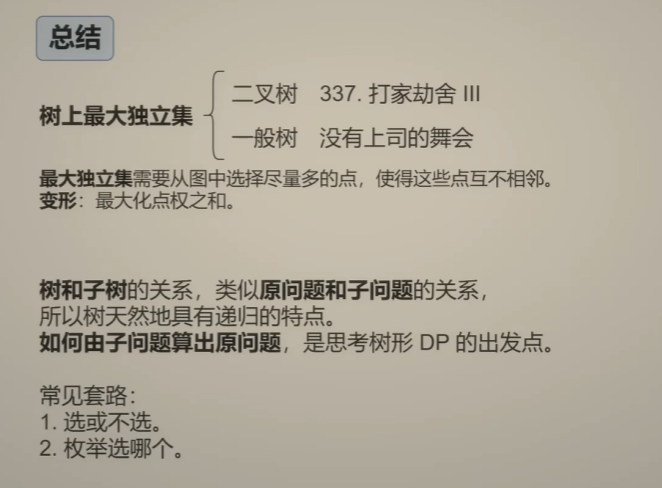 总结
树上最大独立集
二叉树 337. 打家劫舍 III
一般树 没有上司的舞会
最大独立集需要从图中选择尽量多的点，使得这些点互不相邻。
变形：最大化点权之和。
树和子树的关系，类似原问题和子问题的关系，
所以树天然地具有递归的特点。
如何由子问题算出原问题，是思考树形 DP 的出发点。
常见套路：
1. 选或不选。
2. 枚举选哪个。